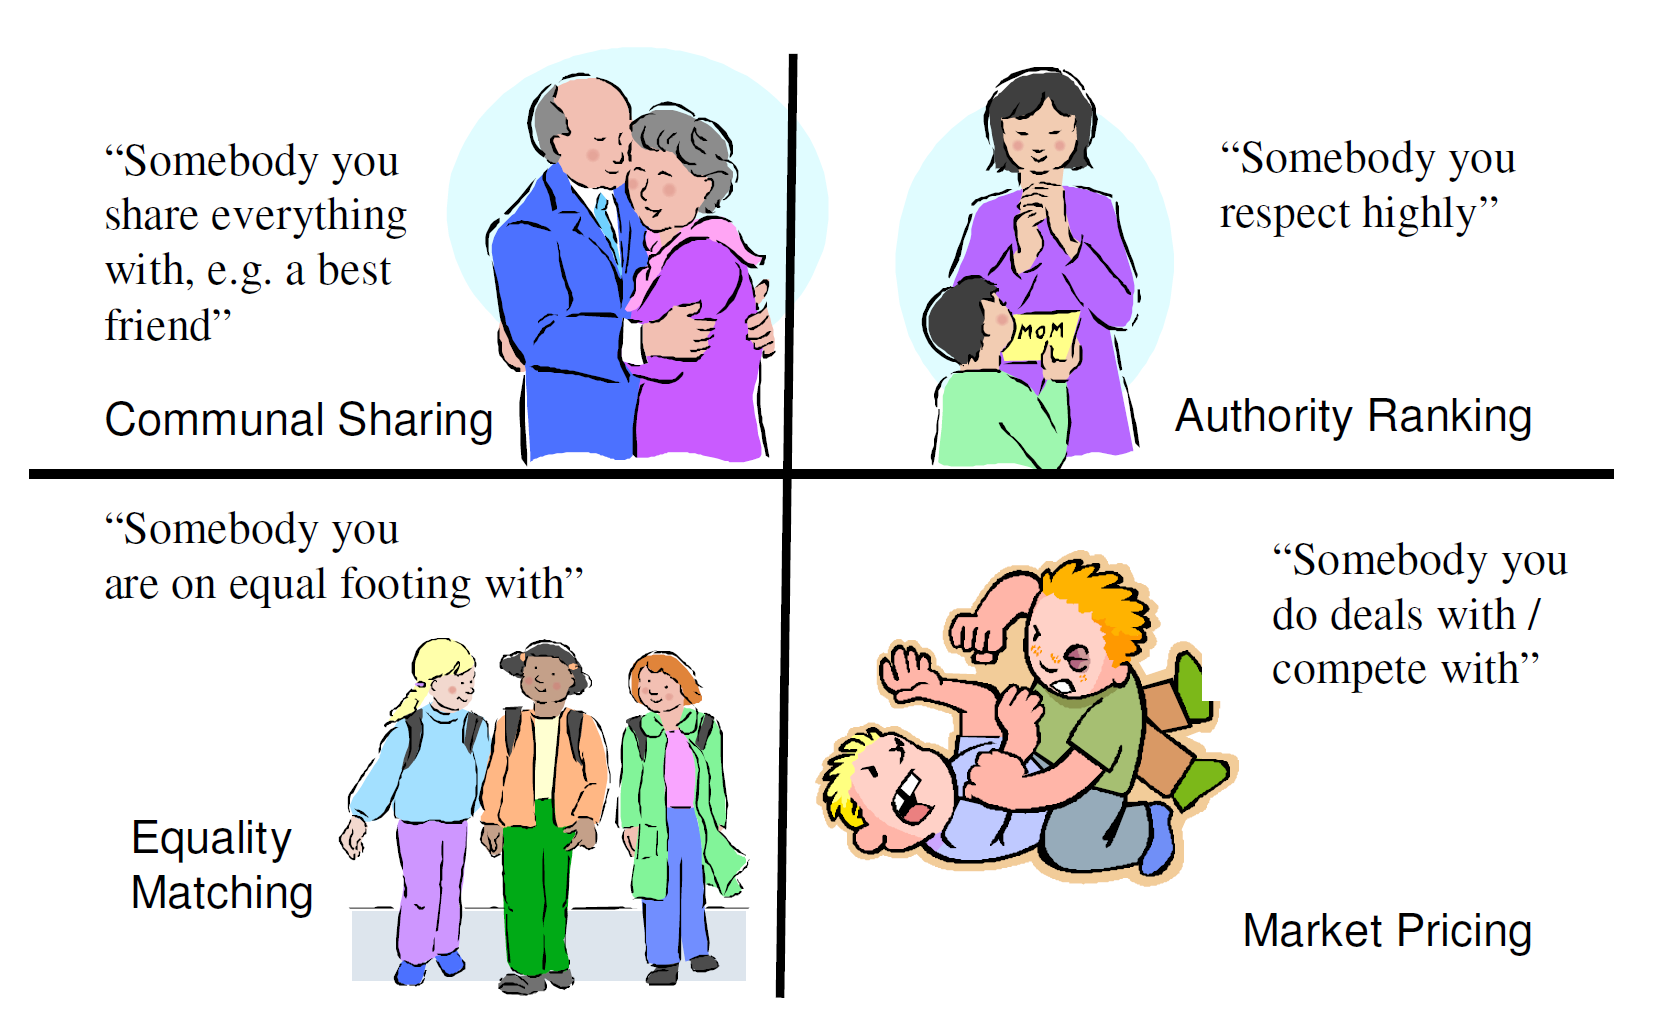 “Somebody you
share everything
with, e.g. a best
friend”
Communal Sharing
“Somebody you
respect highly”
MOM
Authority Ranking
“Somebody you
are on equal footing with”
Equality
Matching
“Somebody you
do deals with /
compete with”
Market Pricing